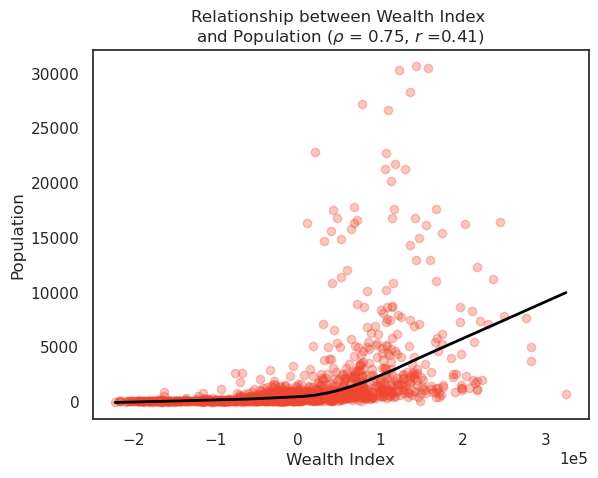 Relationship between Wealth Index
and Population (ρ = 0.75, r =0.41)
30000
25000
20000
15000
10000
5000
0
Population
−2
−1
0
1
2
3
1e5
Wealth Index